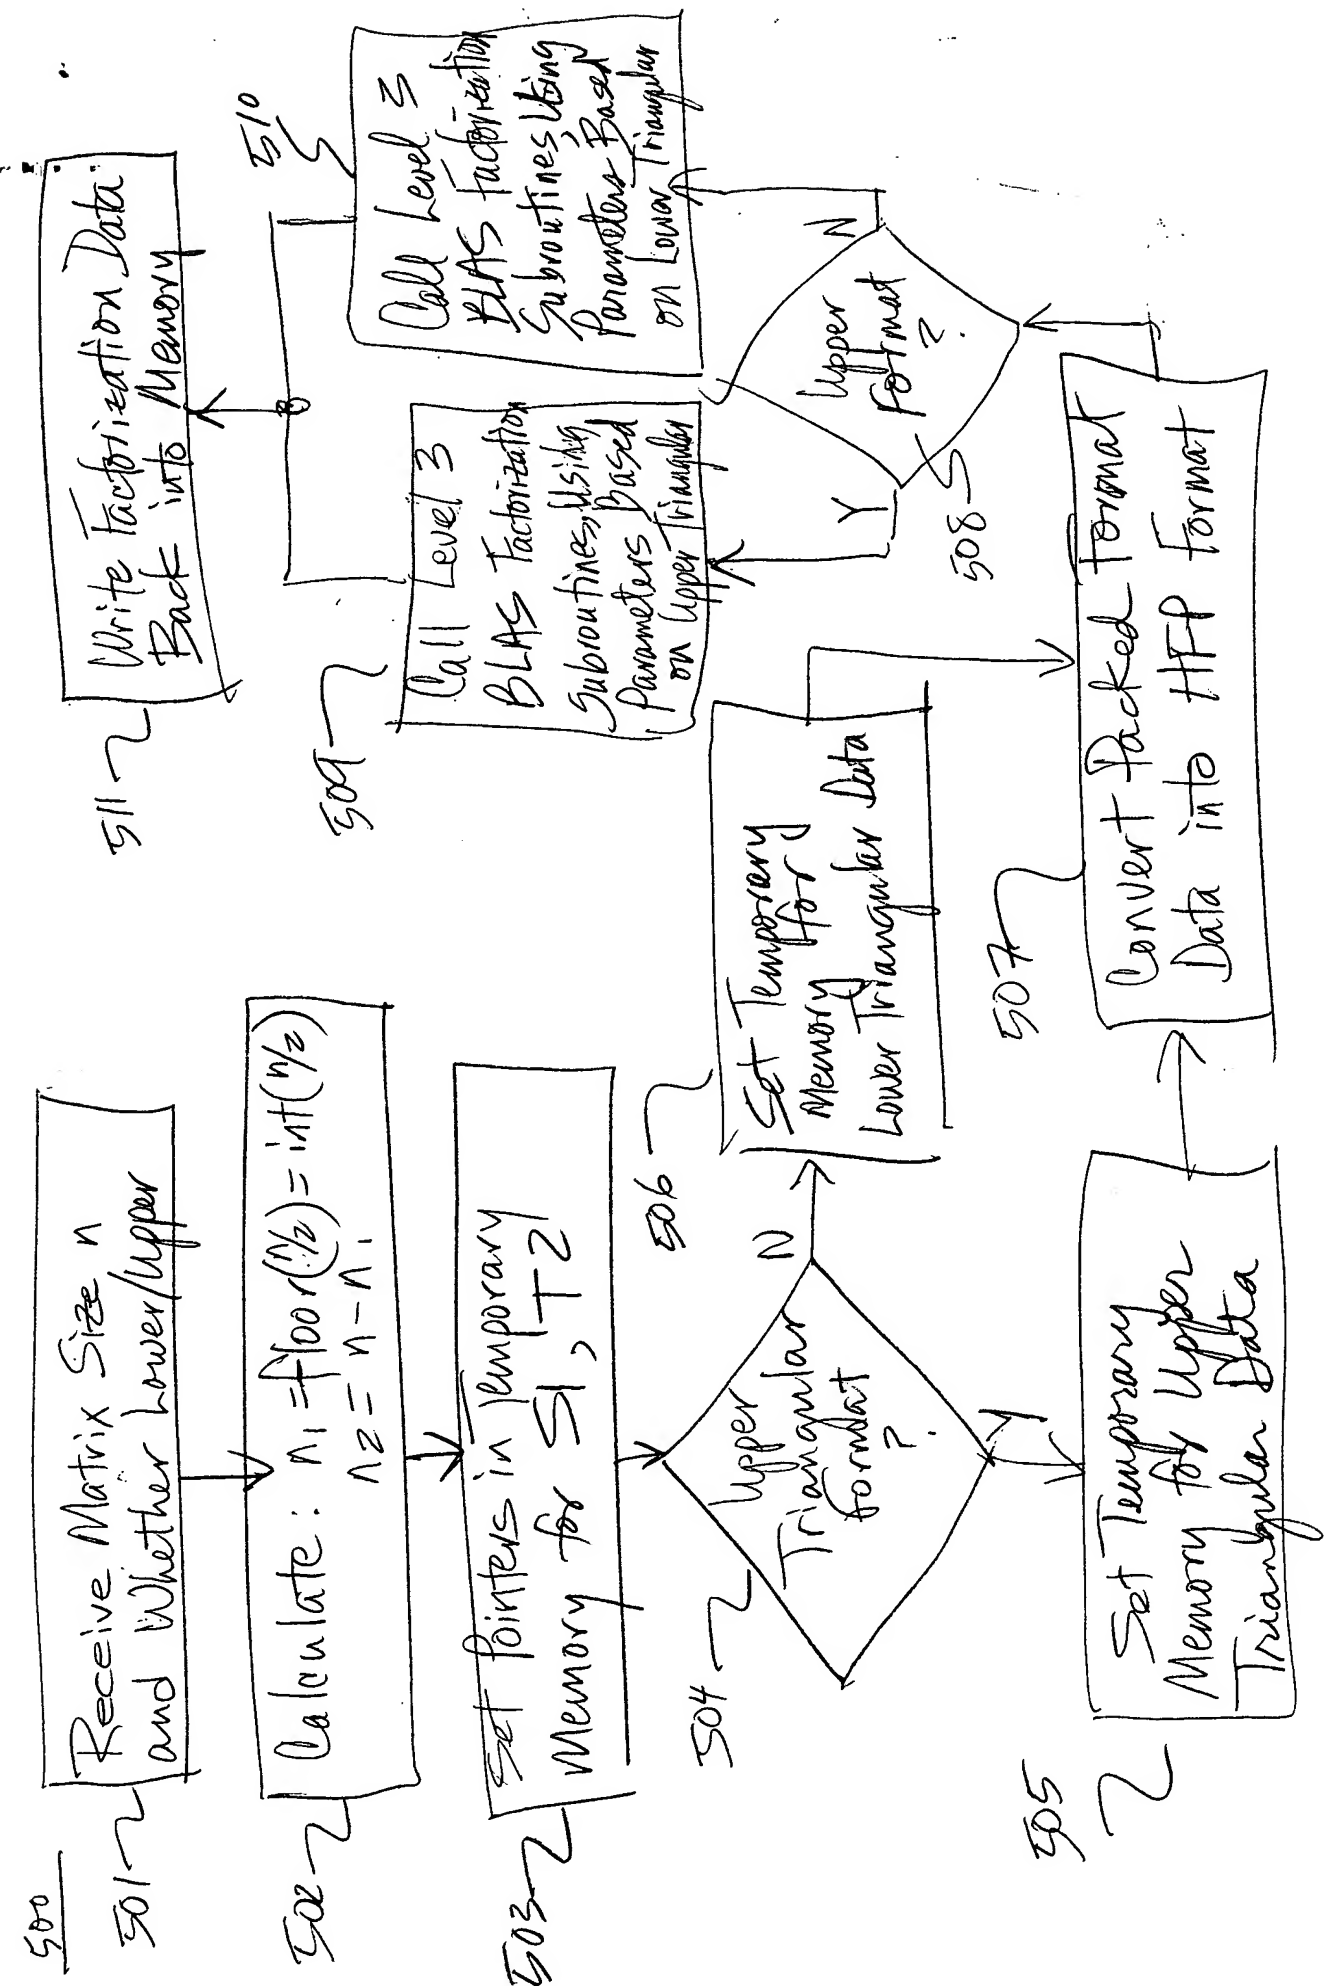 500
501
Receive Matrix Size n
and Whether Lower/Upper
502
Calculate: n1 = floor(n/2) = int(n/2)
n2 = n - n1
503
Set Pointers in Temporary
Memory for S1, T2
504
Upper
Triangular
format
?
Y
N
505
Set Temporary
Memory for Upper
Triangular Data
506
Set Temporary
Memory for
Lower Triangular Data
507
Convert Packed Format
Data into HFP Format
508
Upper
Format
?
Y
N
509
Call Level 3
BLAS Factorization
Subroutines, Using
Parameters Based
on Upper Triangular
510
Call Level 3
BLAS Factorization
Subroutines, Using
Parameters Based
on Lower Triangular
511
Write Factorization Data
Back into Memory